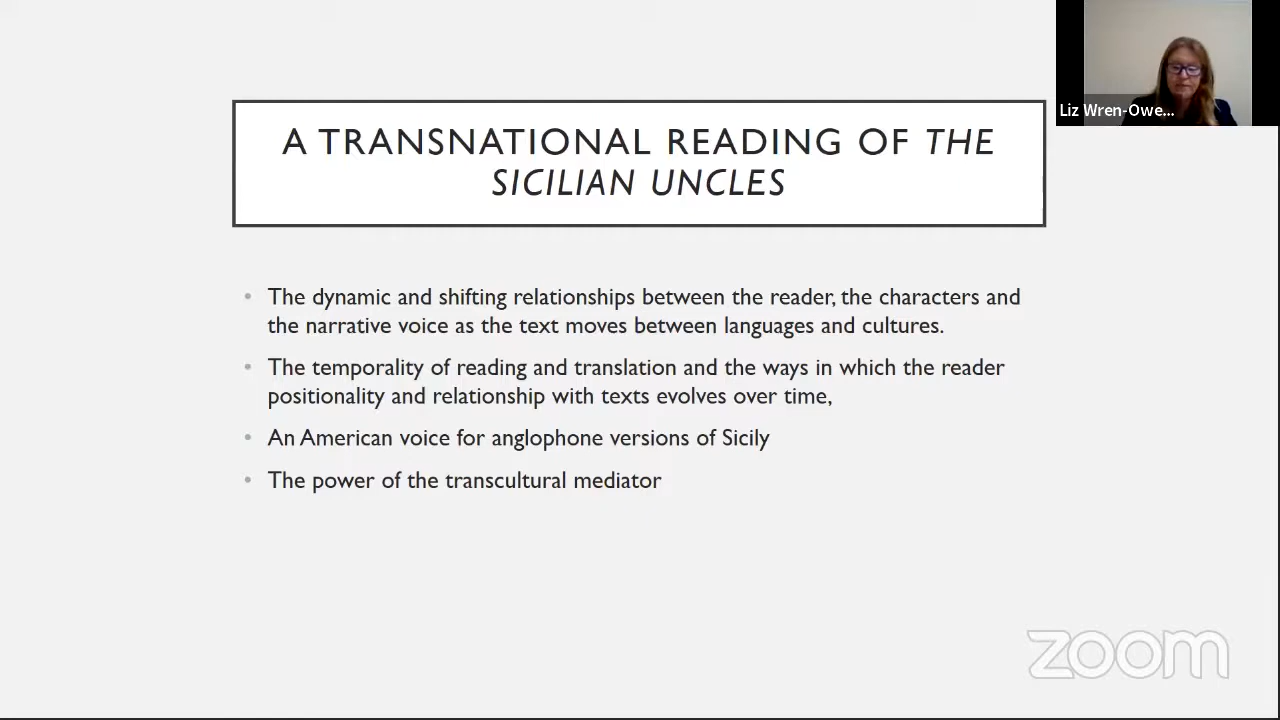 A TRANSNATIONAL READING OF THE
SICILIAN UNCLES
Liz Wren-Owe...
• The dynamic and shifting relationships between the reader, the characters and
the narrative voice as the text moves between languages and cultures.
• The temporality of reading and translation and the ways in which the reader
positionality and relationship with texts evolves over time,
• An American voice for anglophone versions of Sicily
• The power of the transcultural mediator
zoom